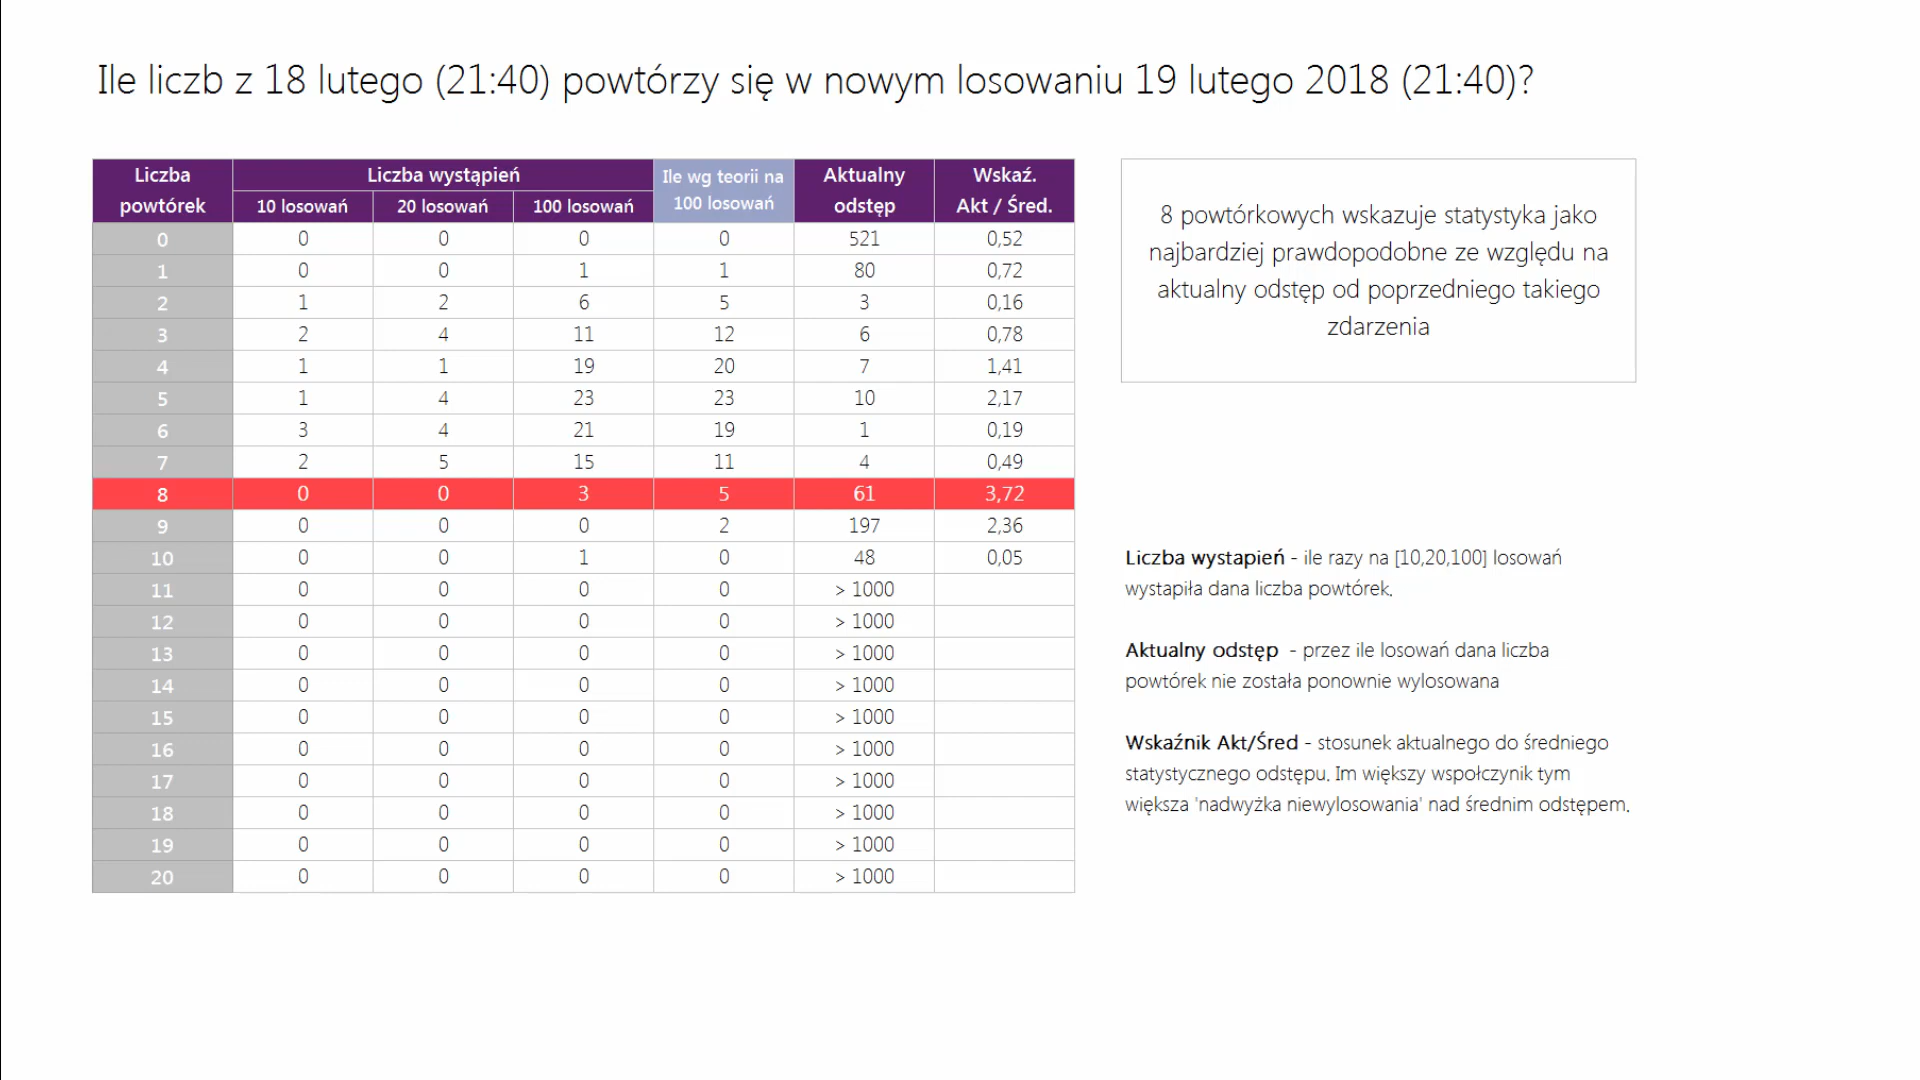 Ile liczb z 18 lutego (21:40) powtórzy się w nowym losowaniu 19 lutego 2018 (21:40)?
Liczba powtórek Liczba wystąpień Ile wg teorii na 100 losowań Aktualny odstęp Wskaź. Akt / Śred.
10 losowań 20 losowań 100 losowań
0 0 0 0 0 521 0,52
1 0 0 1 1 80 0,72
2 1 2 6 5 3 0,16
3 2 4 11 12 6 0,78
4 1 1 19 20 7 1,41
5 1 4 23 23 10 2,17
6 3 4 21 19 1 0,19
7 2 5 15 11 4 0,49
8 0 0 3 5 61 3,72
9 0 0 0 2 197 2,36
10 0 0 1 0 48 0,05
11 0 0 0 0 > 1000
12 0 0 0 0 > 1000
13 0 0 0 0 > 1000
14 0 0 0 0 > 1000
15 0 0 0 0 > 1000
16 0 0 0 0 > 1000
17 0 0 0 0 > 1000
18 0 0 0 0 > 1000
19 0 0 0 0 > 1000
20 0 0 0 0 > 1000
8 powtórkowych wskazuje statystyka jako
najbardziej prawdopodobne ze względu na
aktualny odstęp od poprzedniego takiego
zdarzenia
Liczba wystapień - ile razy na [10,20,100] losowań
wystąpiła dana liczba powtórek.
Aktualny odstęp - przez ile losowań dana liczba
powtórek nie została ponownie wylosowana
Wskaźnik Akt/Śred - stosunek aktualnego do średniego
statystycznego odstępu. Im większy wspołczynik tym
większa 'nadwyżka niewylosowania' nad średnim odstępem.